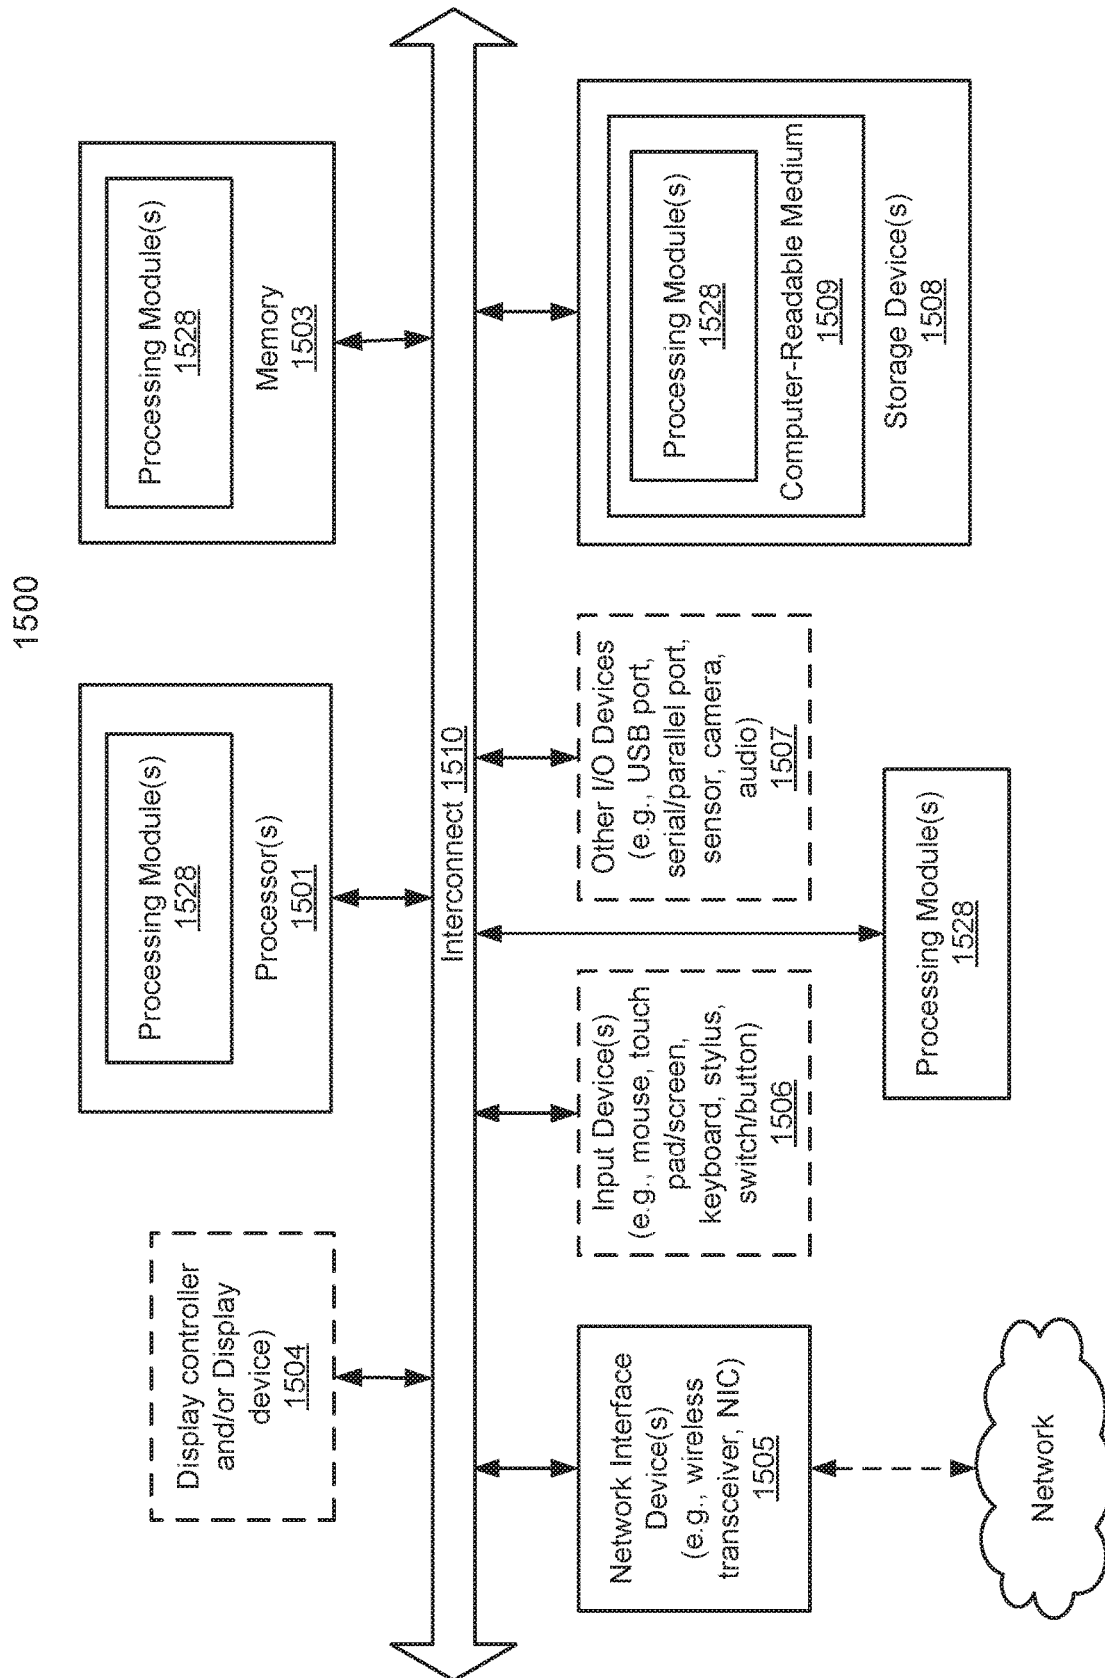 1500
Display controller
and/or Display
device)
1504
Processing Module(s)
1528
Processor(s)
1501
Processing Module(s)
1528
Memory
1503
Interconnect 1510
Network Interface
Device(s)
(e.g., wireless
transceiver, NIC)
1505
Input Device(s)
(e.g., mouse, touch
pad/screen,
keyboard, stylus,
switch/button)
1506
Other I/O Devices
(e.g., USB port,
serial/parallel port,
sensor, camera,
audio)
1507
Processing Module(s)
1528
Computer-Readable Medium
1509
Storage Device(s)
1508
Network
Processing Module(s)
1528